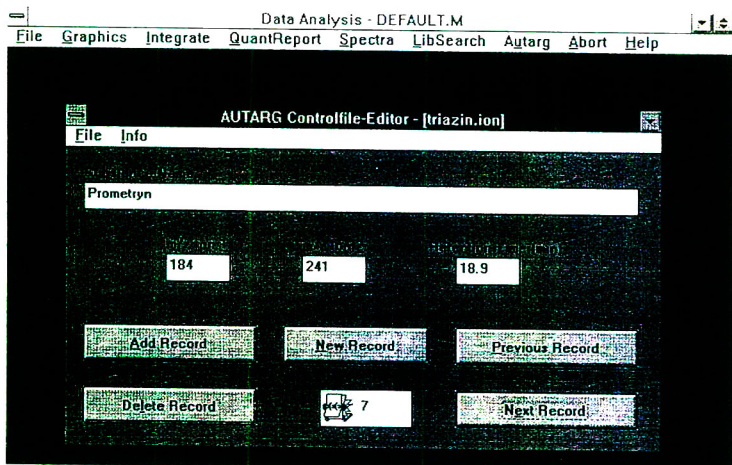 Data Analysis - DEFAULT.M
File Graphics Integrate QuantReport Spectra LibSearch Autarg Abort Help
AUTARG Controlfile-Editor - [triazin.ion]
File Info
Prometryn
184 241 18.9
Add Record New Record Previous Record
Delete Record 7 Next Record